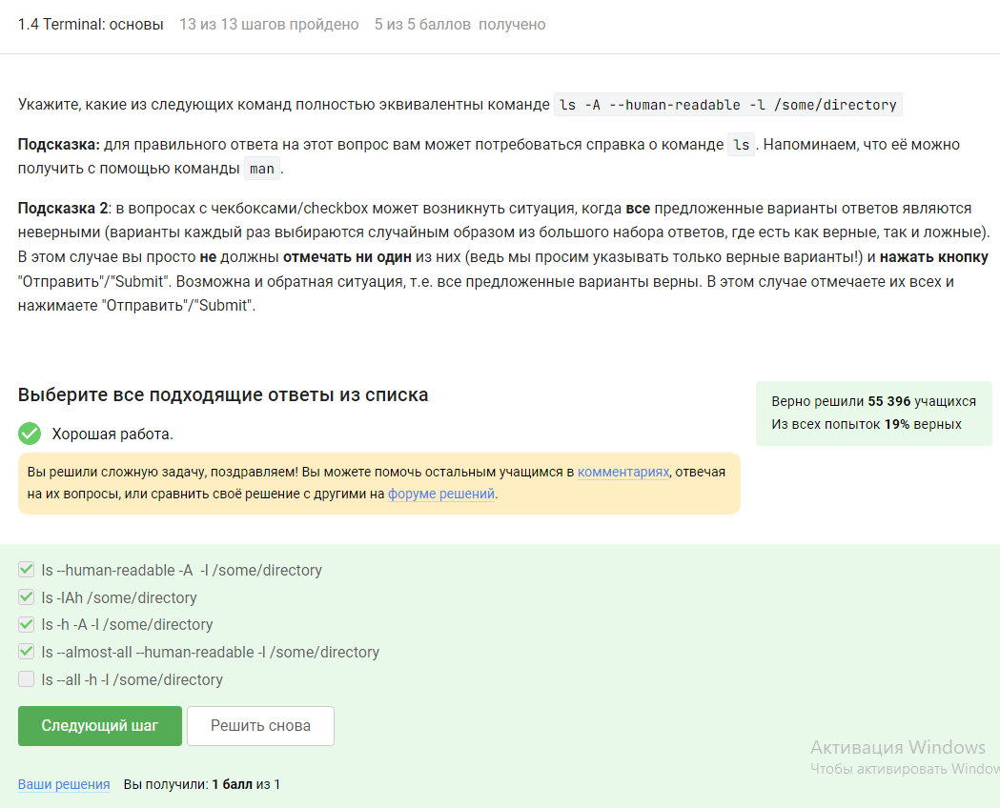 1.4 Terminal: основы 13 из 13 шагов пройдено 5 из 5 баллов получено
Укажите, какие из следующих команд полностью эквивалентны команде ls -A --human-readable -l /some/directory
Подсказка: для правильного ответа на этот вопрос вам может потребоваться справка о команде ls. Напоминаем, что её можно
получить с помощью команды man.
Подсказка 2: в вопросах с чекбоксами/checkbox может возникнуть ситуация, когда все предложенные варианты ответов являются
неверными (варианты каждый раз выбираются случайным образом из большого набора ответов, где есть как верные, так и ложные).
В этом случае вы просто не должны отмечать ни один из них (ведь мы просим указывать только верные варианты!) и нажать кнопку
"Отправить"/"Submit". Возможна и обратная ситуация, т.е. все предложенные варианты верны. В этом случае отмечаете их всех и
нажимаете "Отправить"/"Submit".
Выберите все подходящие ответы из списка
Верно решили 55 396 учащихся
Из всех попыток 19% верных
Хорошая работа.
Вы решили сложную задачу, поздравляем! Вы можете помочь остальным учащимся в комментариях, отвечая
на их вопросы, или сравнить своё решение с другими на форуме решений.
ls --human-readable -A -l /some/directory
ls -lAh /some/directory
ls -h -A -l /some/directory
ls --almost-all --human-readable -l /some/directory
ls --all -h -l /some/directory
Следующий шаг
Решить снова
Активация Windows
Чтобы активировать Window
Ваши решения Вы получили: 1 балл из 1